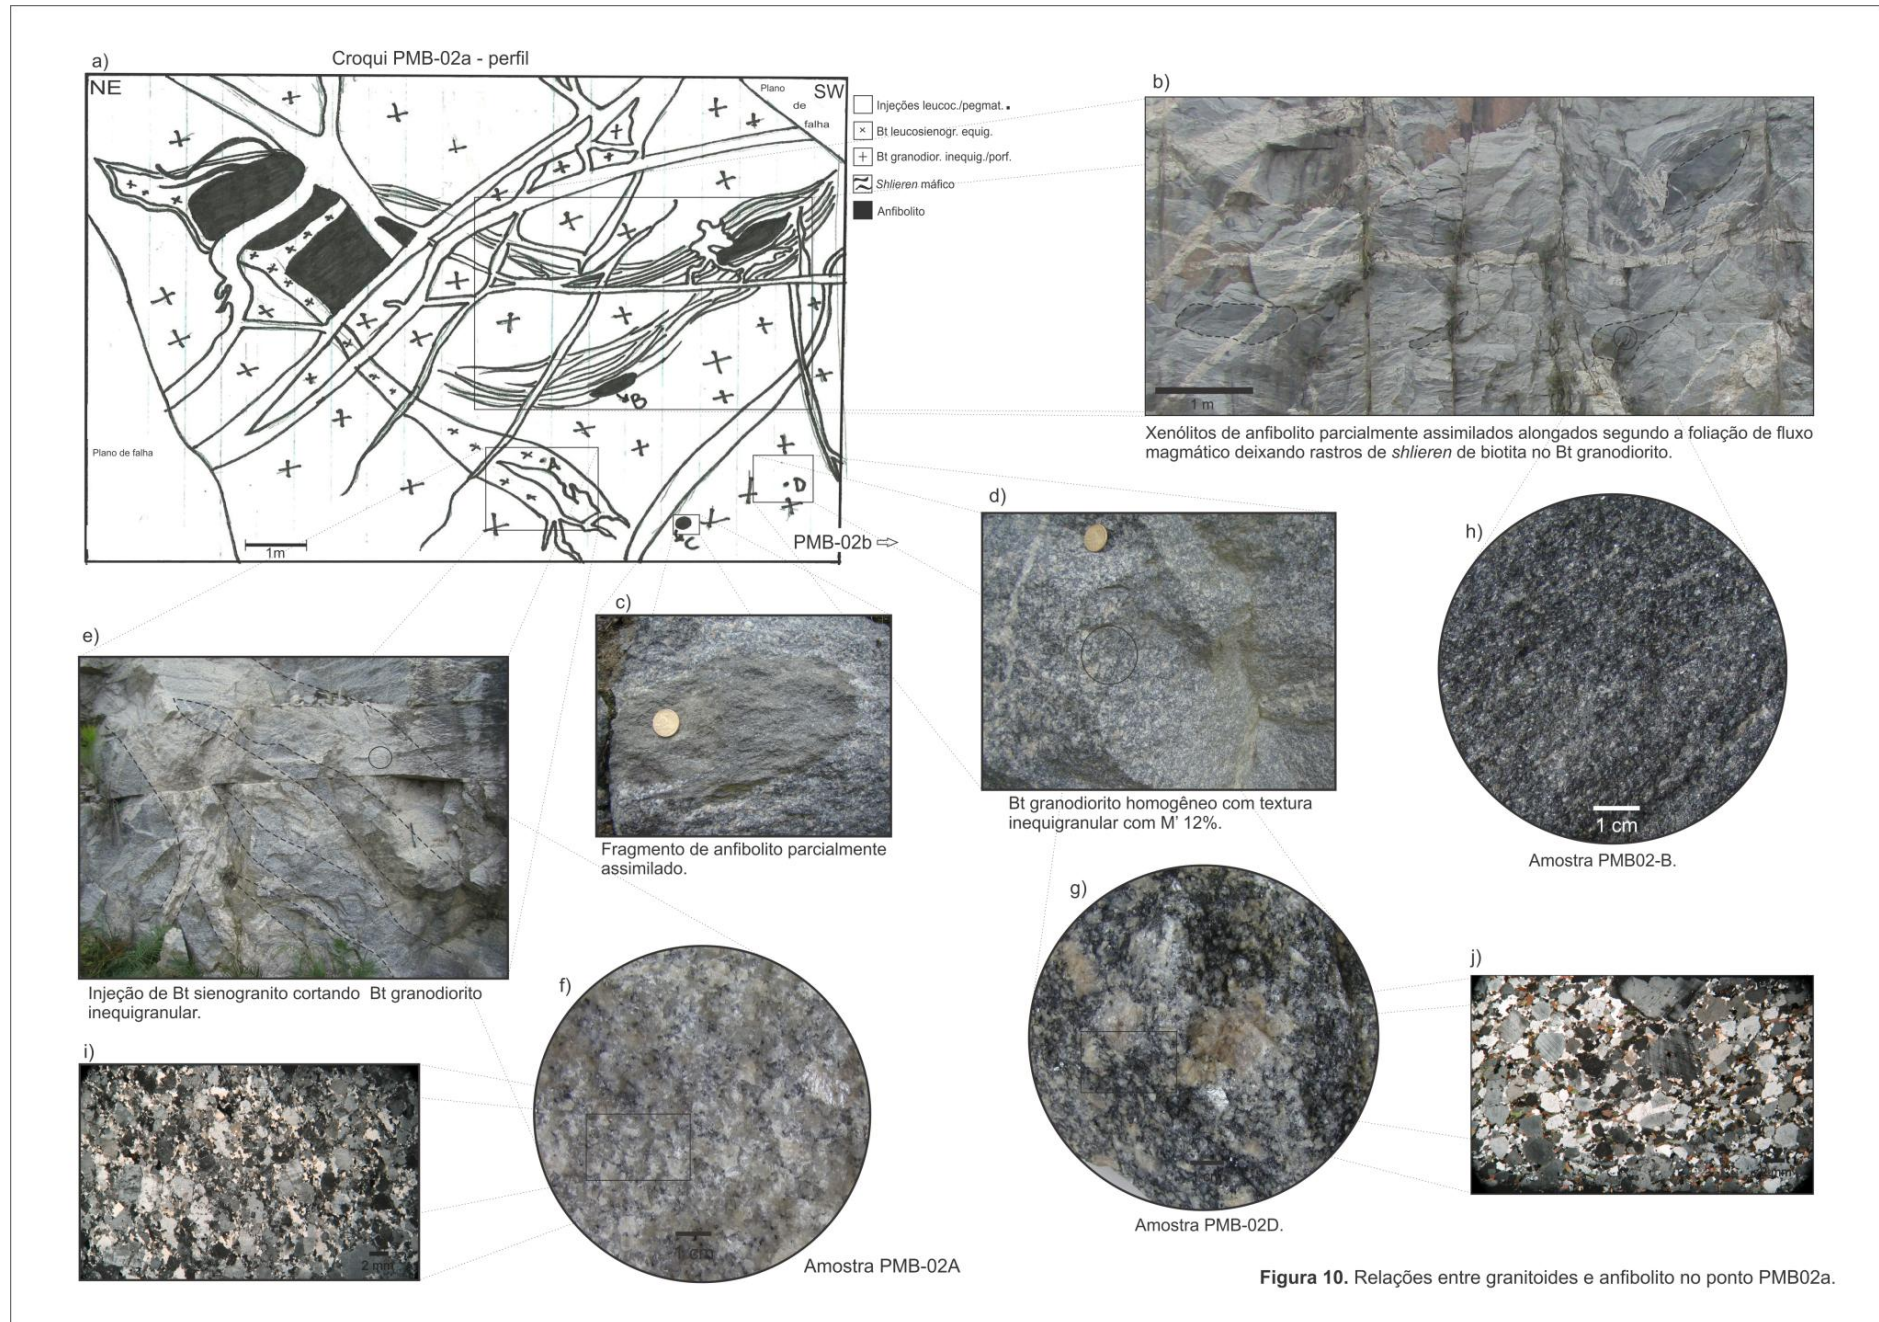 a)
Croqui PMB-02a - perfil
NE
Plano
de
falha
SW
Injeções leucoc./pegmat.
Bt leucosienogr. equig.
Bt granodior. inequig./porf.
Shlieren máfico
Anfibolito
B
Plano de falha
A
D
C
1m
PMB-02b
b)
1 m
Xenólitos de anfibolito parcialmente assimilados alongados segundo a foliação de fluxo
magmático deixando rastros de shlieren de biotita no Bt granodiorito.
c)
Fragmento de anfibolito parcialmente
assimilado.
d)
Bt granodiorito homogêneo com textura
inequigranular com M' 12%.
e)
Injeção de Bt sienogranito cortando Bt granodiorito
inequigranular.
f)
1 cm
Amostra PMB-02A
g)
Amostra PMB-02D.
h)
1 cm
Amostra PMB02-B.
i)
2 mm
j)
Figura 10. Relações entre granitoides e anfibolito no ponto PMB02a.